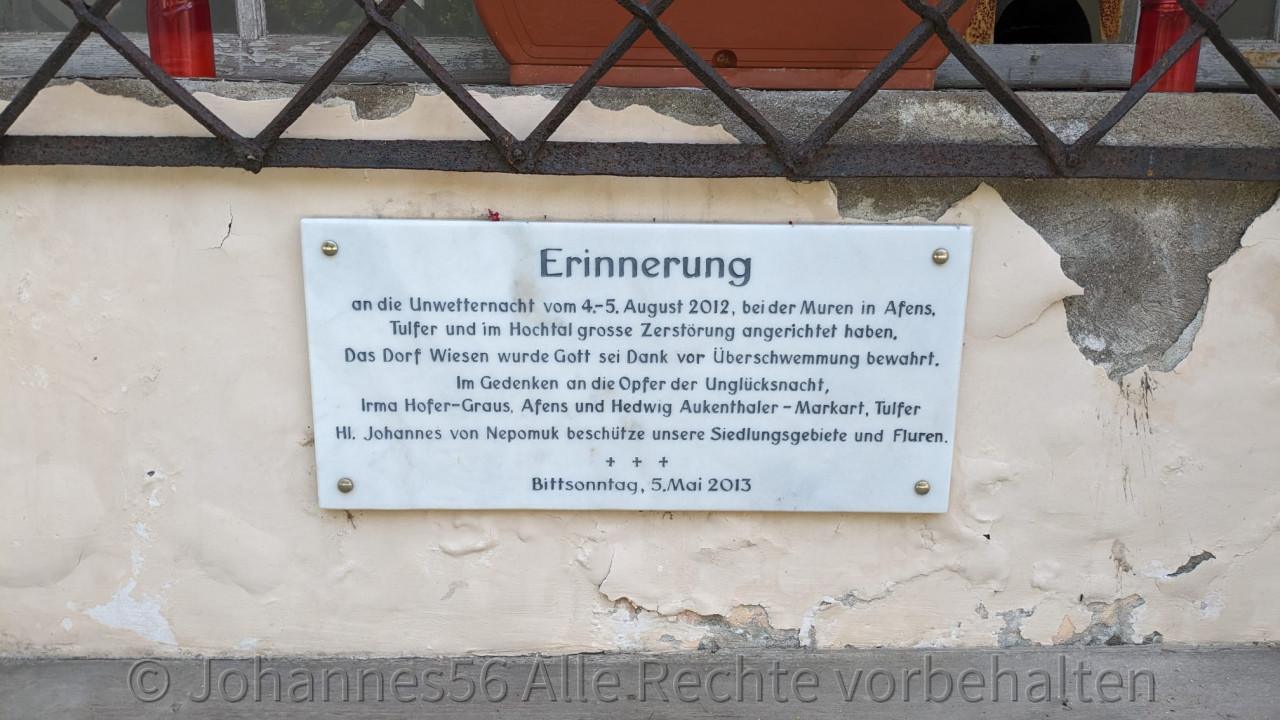 Erinnerung
an die Unwetternacht vom 4.-5. August 2012, bei der Muren in Afens,
Tulfer und im Hochtal grosse Zerstörung angerichtet haben.
Das Dorf Wiesen wurde Gott sei Dank vor Überschwemmung bewahrt.
Im Gedenken an die Opfer der Unglücksnacht,
Irma Hofer-Graus, Afens und Hedwig Aukenthaler - Markart, Tulfer
Hl. Johannes von Nepomuk beschütze unsere Siedlungsgebiete und Fluren.
+ + +
Bittsonntag, 5. Mai 2013
© Johannes56 Alle Rechte vorbehalten